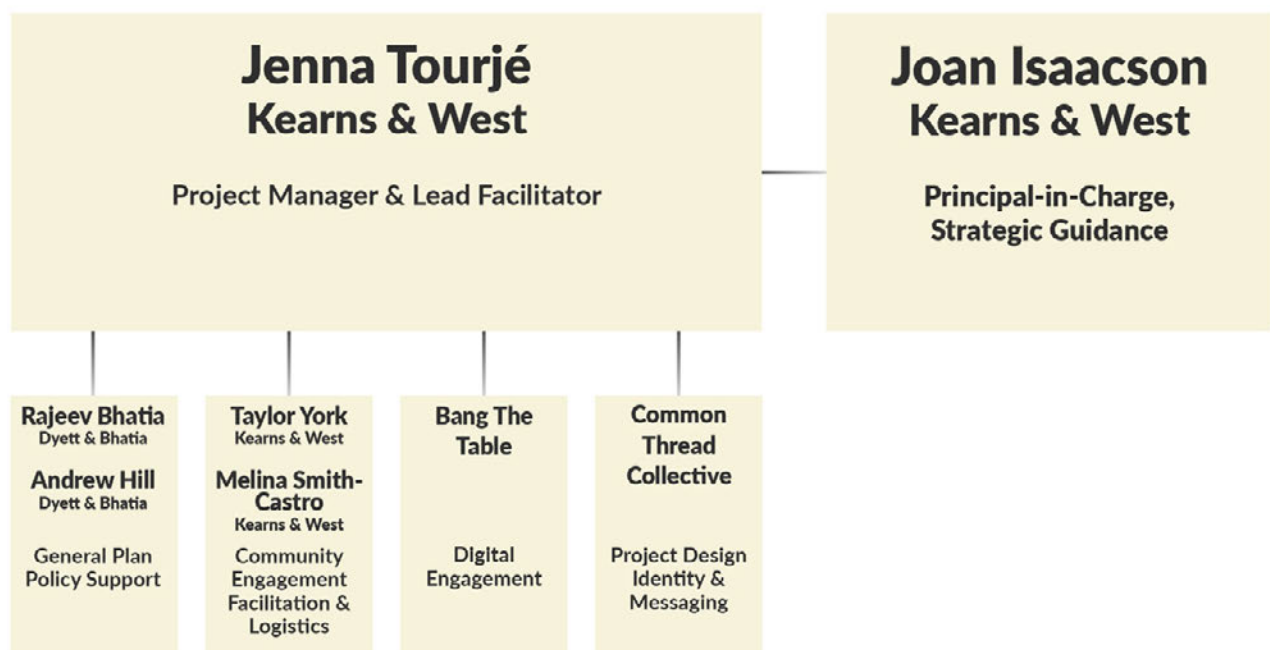 Jenna Tourjé
Kearns & West
Project Manager & Lead Facilitator
Joan Isaacson
Kearns & West
Principal-in-Charge,
Strategic Guidance
Rajeev Bhatia
Dyett & Bhatia
Andrew Hill
Dyett & Bhatia
General Plan
Policy Support
Taylor York
Kearns & West
Melina Smith-
Castro
Kearns & West
Community
Engagement
Facilitation &
Logistics
Bang The
Table
Digital
Engagement
Common
Thread
Collective
Project Design
Identity &
Messaging